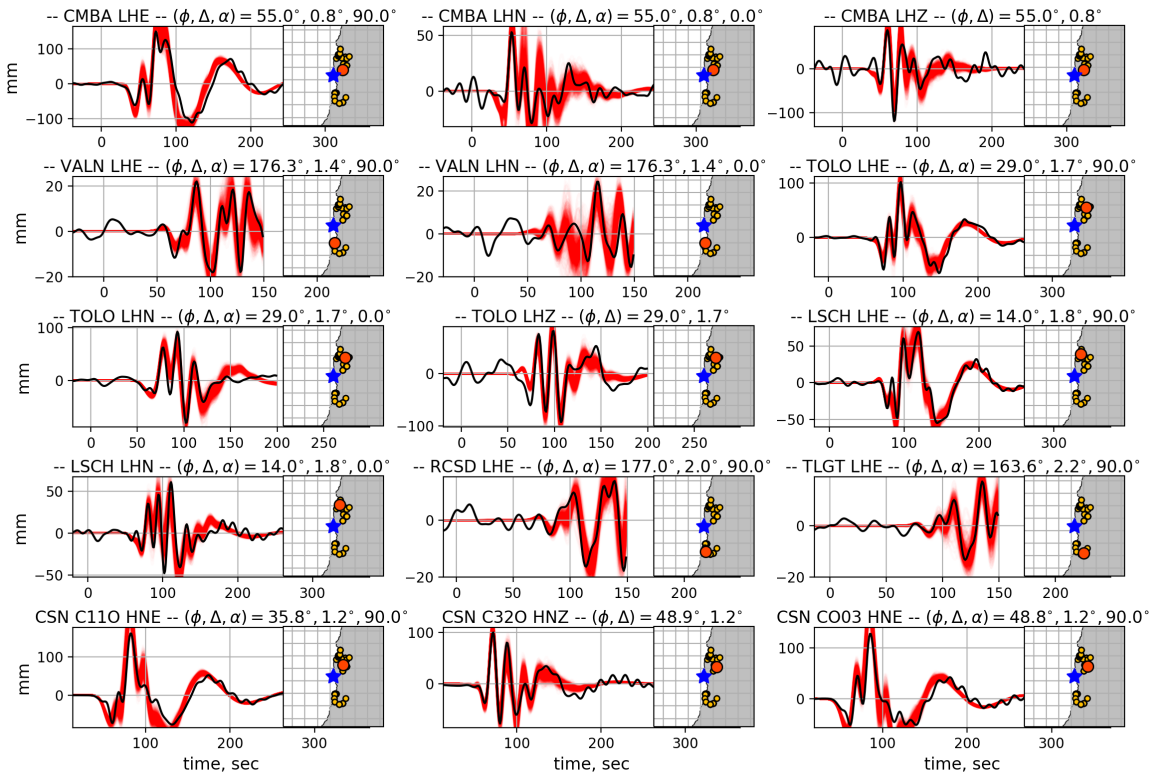 -- CMBA LHE -- (ϕ, Δ, α) = 55.0°, 0.8°, 90.0°
-- CMBA LHN -- (ϕ, Δ, α) = 55.0°, 0.8°, 0.0°
-- CMBA LHZ -- (ϕ, Δ) = 55.0°, 0.8°
mm
100
0
−100
0 100 200 300
50
0
0 100 200 300
0
−100
0 100 200 300
-- VALN LHE -- (ϕ, Δ, α) = 176.3°, 1.4°, 90.0°
-- VALN LHN -- (ϕ, Δ, α) = 176.3°, 1.4°, 0.0°
-- TOLO LHE -- (ϕ, Δ, α) = 29.0°, 1.7°, 90.0°
mm
20
0
−20
0 50 100 150 200
20
0
−20
0 50 100 150 200
100
0
0 100 200 300
-- TOLO LHN -- (ϕ, Δ, α) = 29.0°, 1.7°, 0.0°
-- TOLO LHZ -- (ϕ, Δ) = 29.0°, 1.7°
-- LSCH LHE -- (ϕ, Δ, α) = 14.0°, 1.8°, 90.0°
mm
100
0
0 50 100 150 200 250
0
−100
0 50 100 150 200 250
50
0
−50
0 100 200 300
-- LSCH LHN -- (ϕ, Δ, α) = 14.0°, 1.8°, 0.0°
-- RCSD LHE -- (ϕ, Δ, α) = 177.0°, 2.0°, 90.0°
-- TLGT LHE -- (ϕ, Δ, α) = 163.6°, 2.2°, 90.0°
mm
50
0
−50
0 100 200 300
0
−20
0 50 100 150 200
0
−20
0 50 100 150 200
CSN C11O HNE -- (ϕ, Δ, α) = 35.8°, 1.2°, 90.0°
CSN C32O HNZ -- (ϕ, Δ) = 48.9°, 1.2°
CSN CO03 HNE -- (ϕ, Δ, α) = 48.8°, 1.2°, 90.0°
mm
100
0
100 200 300
time, sec
100
0
100 200 300
time, sec
100
0
100 200 300
time, sec